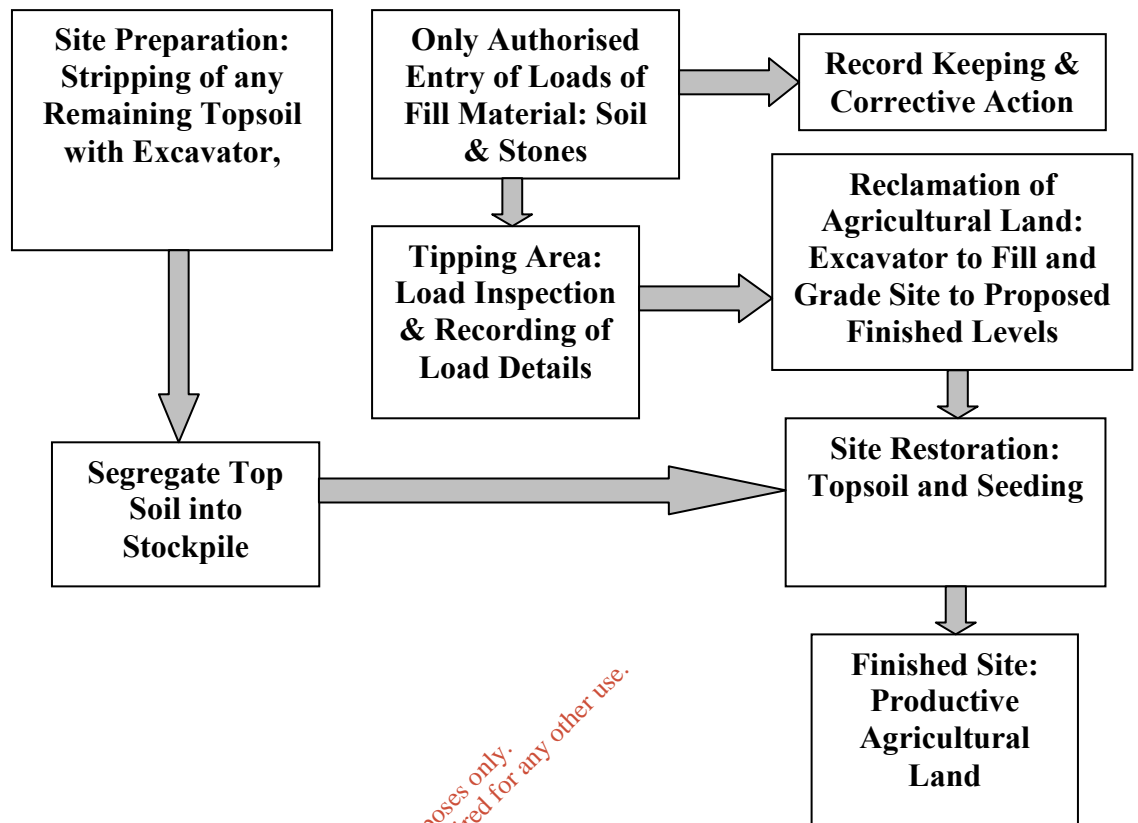 Site Preparation:
Stripping of any
Remaining Topsoil
with Excavator,
Only Authorised
Entry of Loads of
Fill Material: Soil
& Stones
Record Keeping &
Corrective Action
Tipping Area:
Load Inspection
& Recording of
Load Details
Reclamation of
Agricultural Land:
Excavator to Fill and
Grade Site to Proposed
Finished Levels
Segregate Top
Soil into
Stockpile
Site Restoration:
Topsoil and Seeding
Finished Site:
Productive
Agricultural
Land
only.
for any other use.